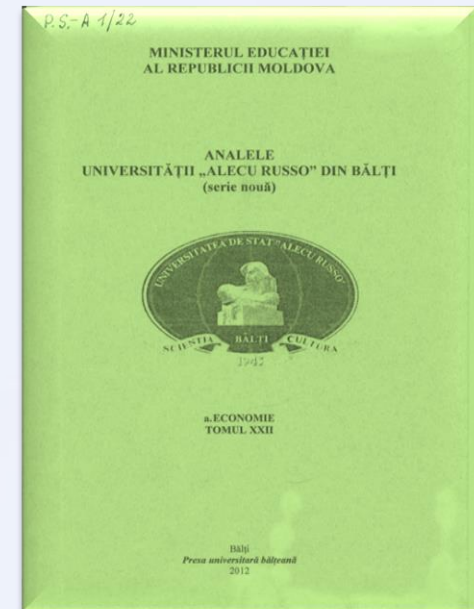 P.S.-A 1/22
MINISTERUL EDUCAȚIEI
AL REPUBLICII MOLDOVA
ANALELE
UNIVERSITĂȚII „ALECU RUSSO” DIN BĂLȚI
(serie nouă)
UNIVERSITATEA DE STAT "ALECU RUSSO"
SCIENTIA BĂLȚI CULTURA
1945
a.ECONOMIE
TOMUL XXII
Bălți
Presa universitară bălțeană
2012